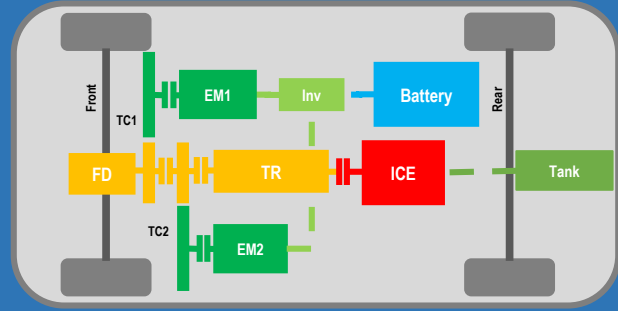 Front
TC1
EM1
Inv
Battery
Rear
FD
TR
ICE
Tank
TC2
EM2